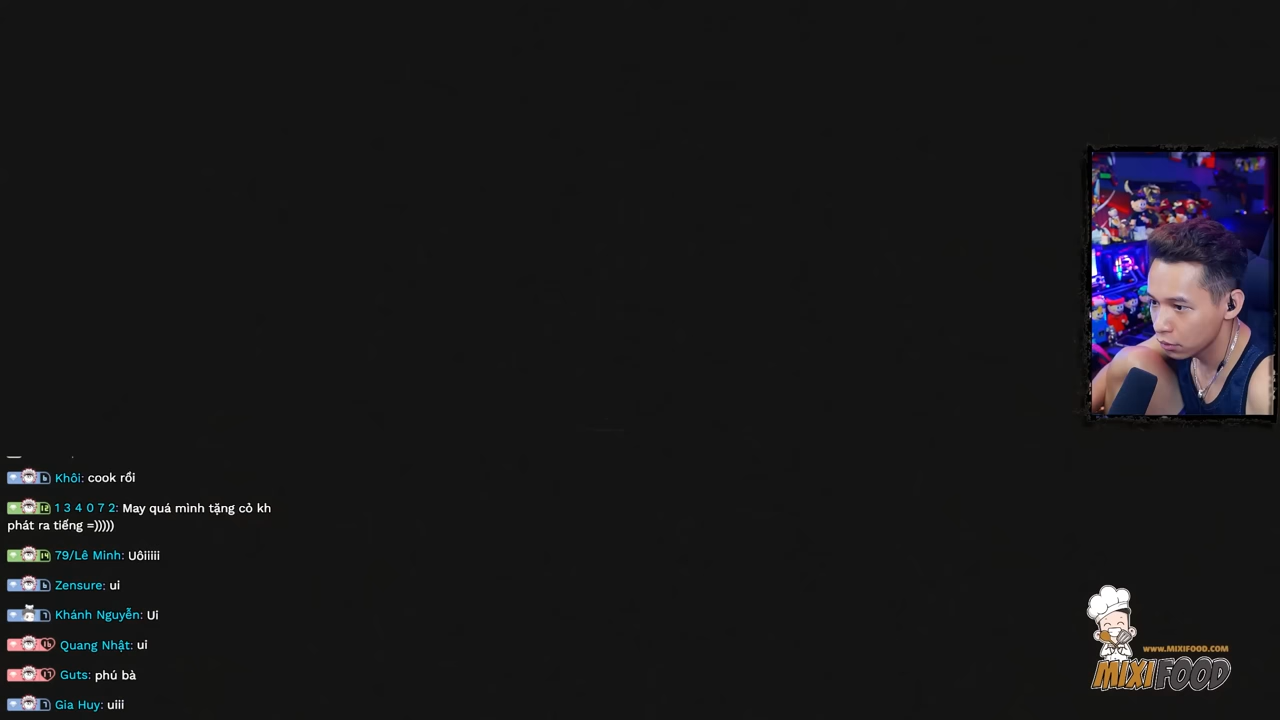 Khôi: cook rồi
1 3 4 0 7 2: May quá mình tặng cỏ kh
phát ra tiếng =)))))
79/Lê Minh: Uôiiiii
Zensure: ui
Khánh Nguyễn: Ui
Quang Nhật: ui
Guts: phú bà
Gia Huy: uiii
WWW.MIXIFOOD.COM
MIXIFOOD